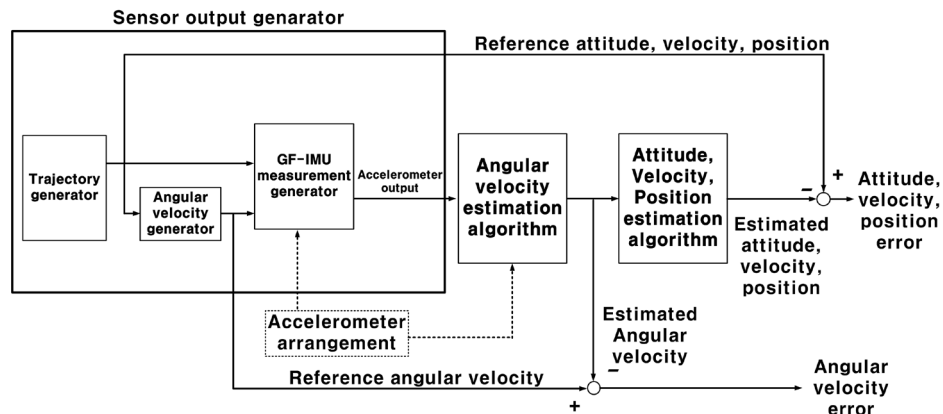 Sensor output genarator
Reference attitude, velocity, position
Trajectory
generator
Angular
velocity
generator
GF-IMU
measurement
generator
Accelerometer
output
Angular
velocity
estimation
algorithm
Attitude,
Velocity,
Position
estimation
algorithm
Estimated
attitude,
velocity,
position
−
+
Attitude,
velocity,
position
error
Accelerometer
arrangement
Estimated
Angular
velocity
−
Reference angular velocity
+
Angular
velocity
error